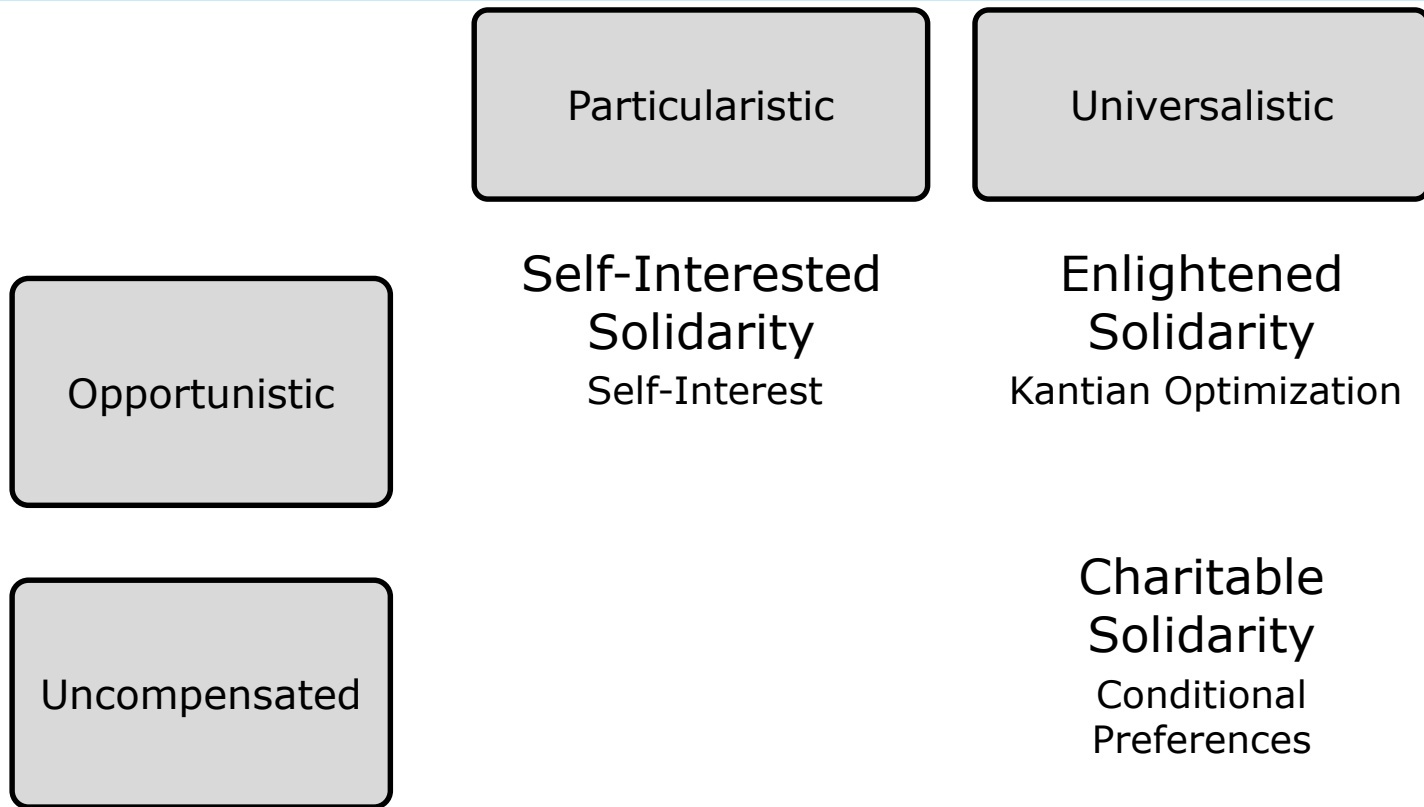 Particularistic
Universalistic
Opportunistic
Self-Interested
Solidarity
Self-Interest
Enlightened
Solidarity
Kantian Optimization
Uncompensated
Charitable
Solidarity
Conditional
Preferences